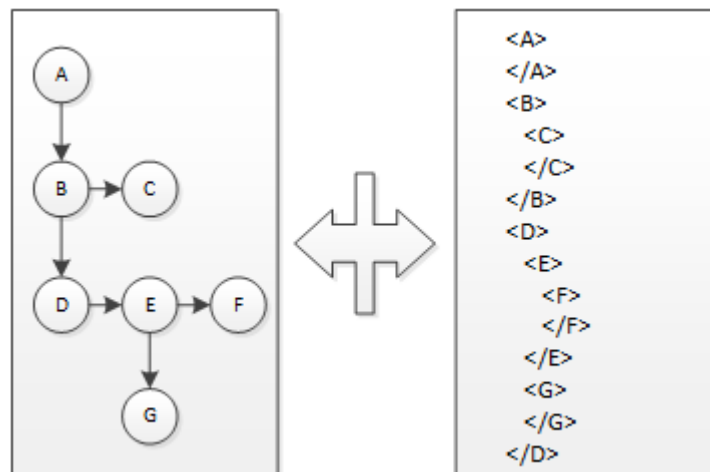 A
B C
D E F
G
<A>
</A>
<B>
<C>
</C>
</B>
<D>
<E>
<F>
</F>
</E>
<G>
</G>
</D>